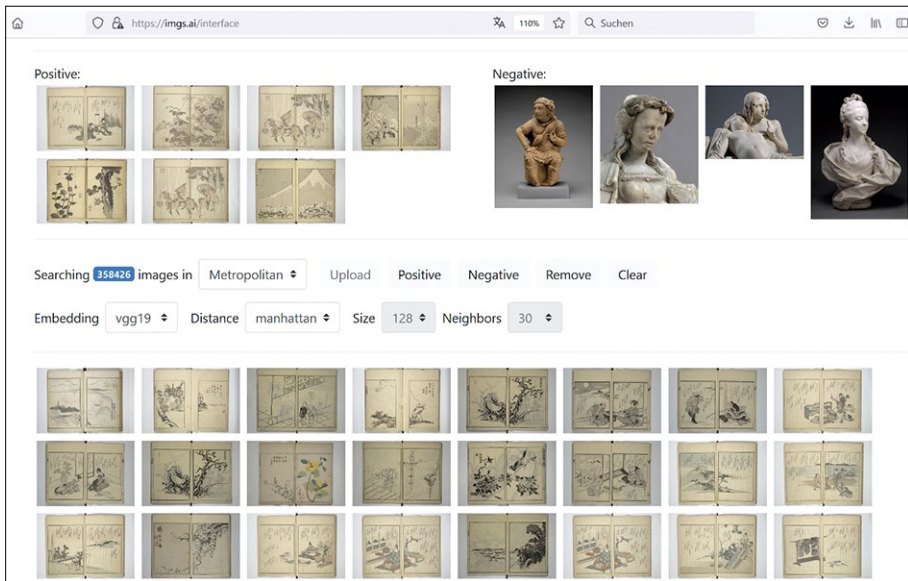 https://imgs.ai/interface
110%
Suchen
Positive:
Negative:
Searching 358426 images in Metropolitan Upload Positive Negative Remove Clear
Embedding vgg19 Distance manhattan Size 128 Neighbors 30